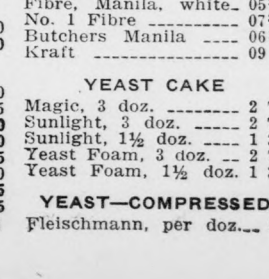 Fibre, Manila, white_ 05
No. 1 Fibre ------------ 07
Butchers Manila ---- 06
Kraft ------------------ 09
YEAST CAKE
Magic, 3 doz. --------- 2
Sunlight, 3 doz. ----- 2
Sunlight, 1½ doz. ---- 1
Yeast Foam, 3 doz. -- 2
Yeast Foam, 1½ doz. 1
YEAST—COMPRESSED
Fleischmann, per doz.--